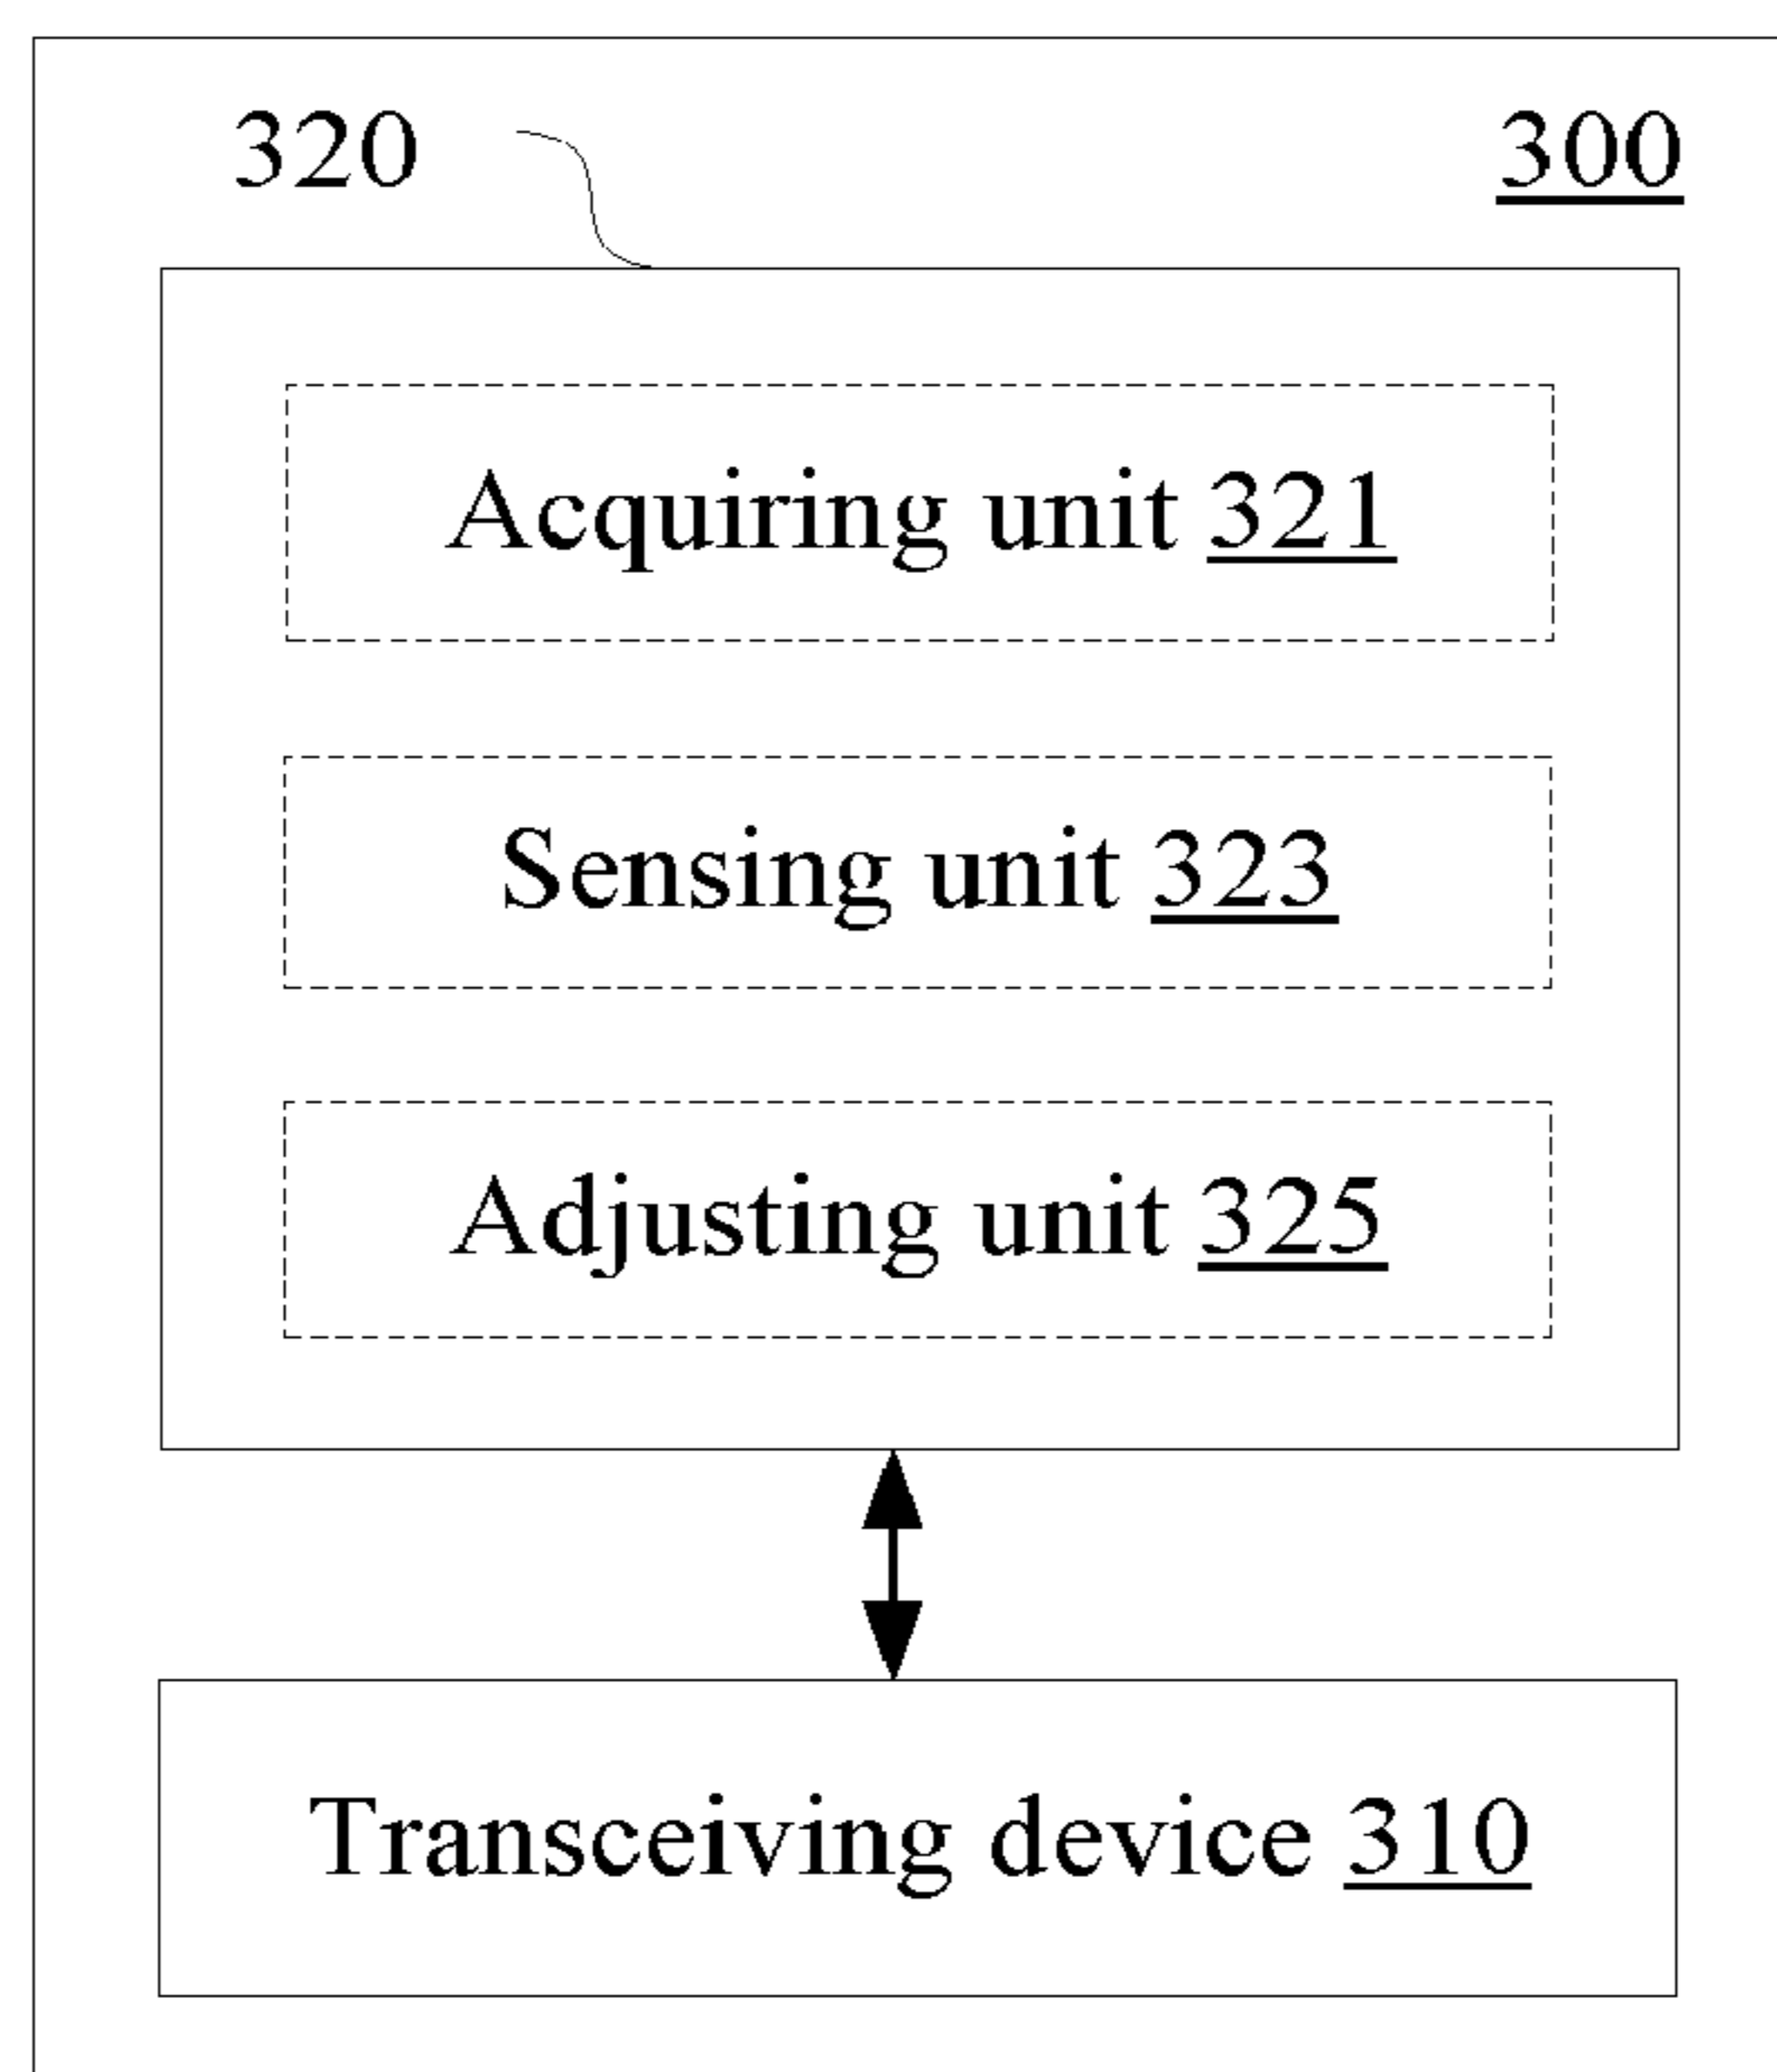 320
300
Acquiring unit 321
Sensing unit 323
Adjusting unit 325
Transceiving device 310